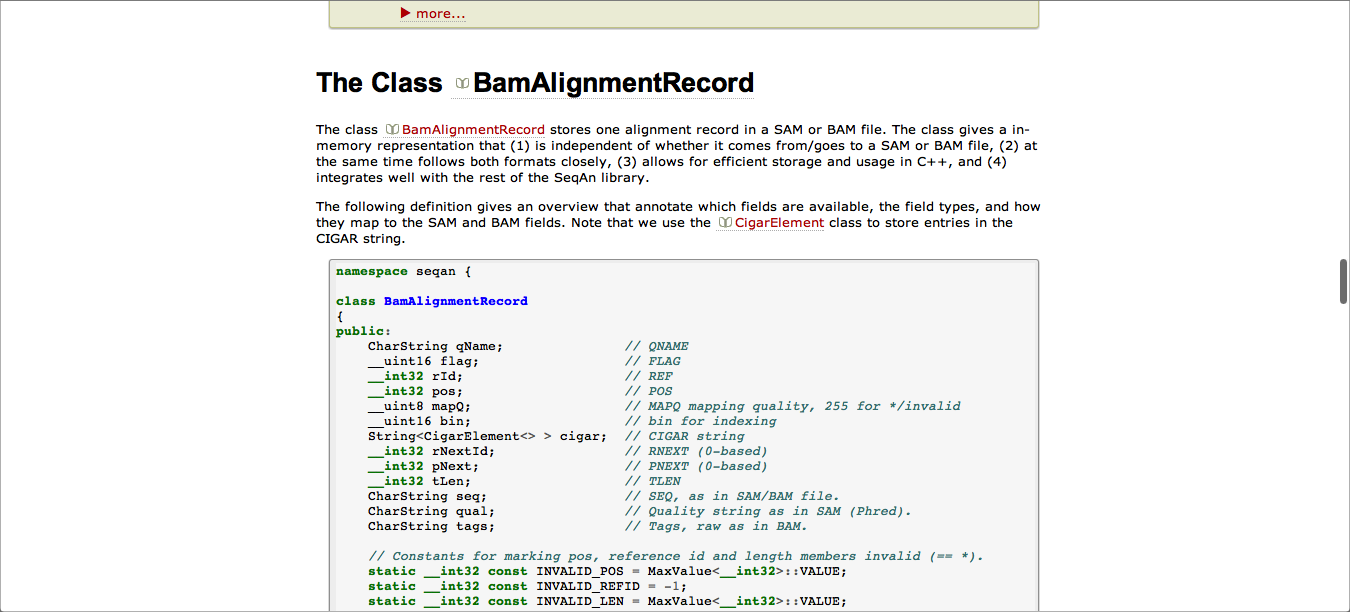 ▶ more...
The Class BamAlignmentRecord
The class BamAlignmentRecord stores one alignment record in a SAM or BAM file. The class gives a in-
memory representation that (1) is independent of whether it comes from/goes to a SAM or BAM file, (2) at
the same time follows both formats closely, (3) allows for efficient storage and usage in C++, and (4)
integrates well with the rest of the SeqAn library.
The following definition gives an overview that annotate which fields are available, the field types, and how
they map to the SAM and BAM fields. Note that we use the CigarElement class to store entries in the
CIGAR string.
namespace seqan {
class BamAlignmentRecord
{
public:
    CharString qName;               // QNAME
    __uint16 flag;                  // FLAG
    __int32 rId;                    // REF
    __int32 pos;                    // POS
    __uint8 mapQ;                   // MAPQ mapping quality, 255 for */invalid
    __uint16 bin;                   // bin for indexing
    String<CigarElement<> > cigar;  // CIGAR string
    __int32 rNextId;                // RNEXT (0-based)
    __int32 pNext;                  // PNEXT (0-based)
    __int32 tLen;                   // TLEN
    CharString seq;                 // SEQ, as in SAM/BAM file.
    CharString qual;                // Quality string as in SAM (Phred).
    CharString tags;                // Tags, raw as in BAM.
    // Constants for marking pos, reference id and length members invalid (== *).
    static __int32 const INVALID_POS = MaxValue<__int32>::VALUE;
    static __int32 const INVALID_REFID = -1;
    static __int32 const INVALID_LEN = MaxValue<__int32>::VALUE;